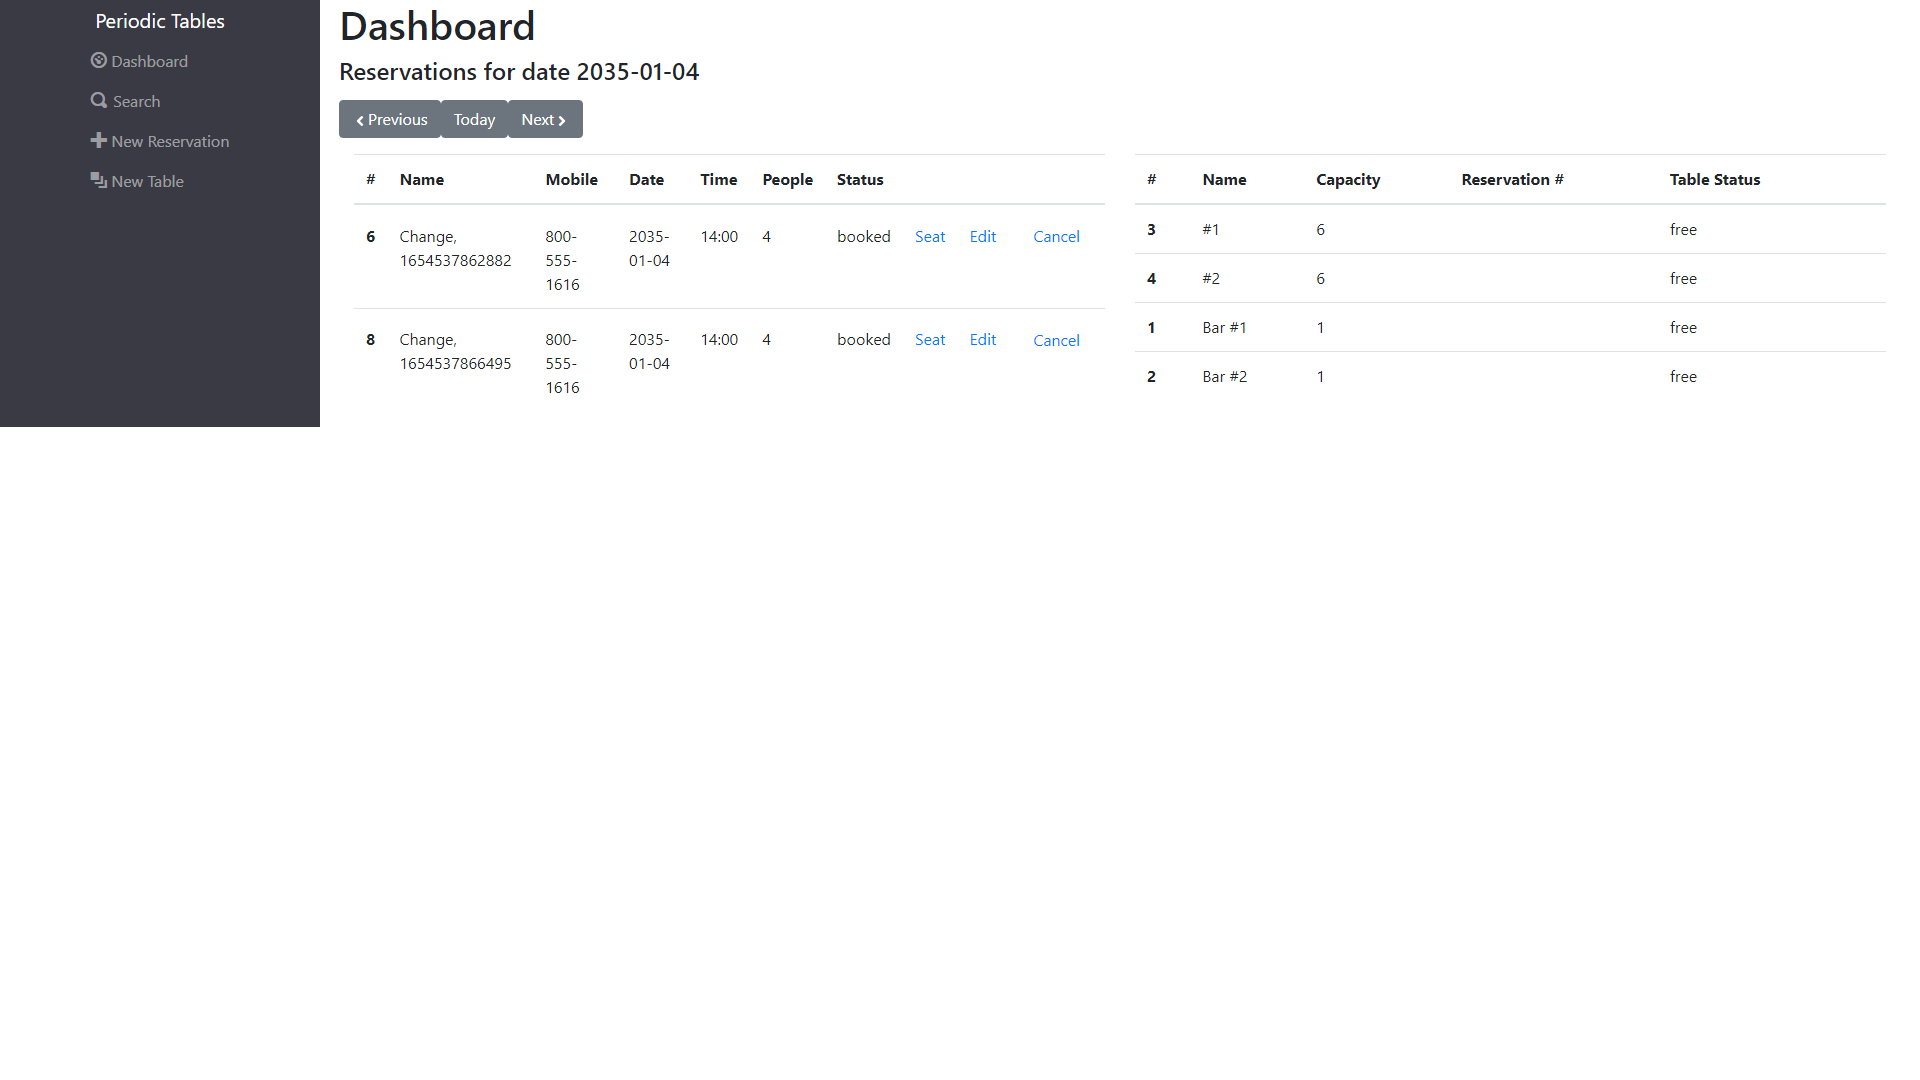 Periodic Tables
Dashboard
Search
New Reservation
New Table
Dashboard
Reservations for date 2035-01-04
Previous Today Next
# Name Mobile Date Time People Status
6 Change, 800- 2035- 14:00 4 booked Seat Edit Cancel
1654537862882 555- 01-04
1616
8 Change, 800- 2035- 14:00 4 booked Seat Edit Cancel
1654537866495 555- 01-04
1616
# Name Capacity Reservation # Table Status
3 #1 6 free
4 #2 6 free
1 Bar #1 1 free
2 Bar #2 1 free